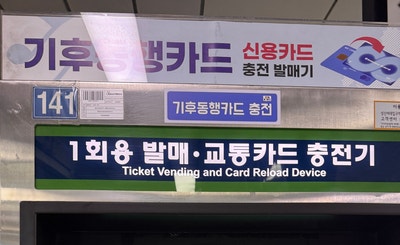 기후동행카드 신용카드
충전 발매기
141
기후동행카드 충전
1회용 발매·교통카드 충전기
Ticket Vending and Card Reload Device